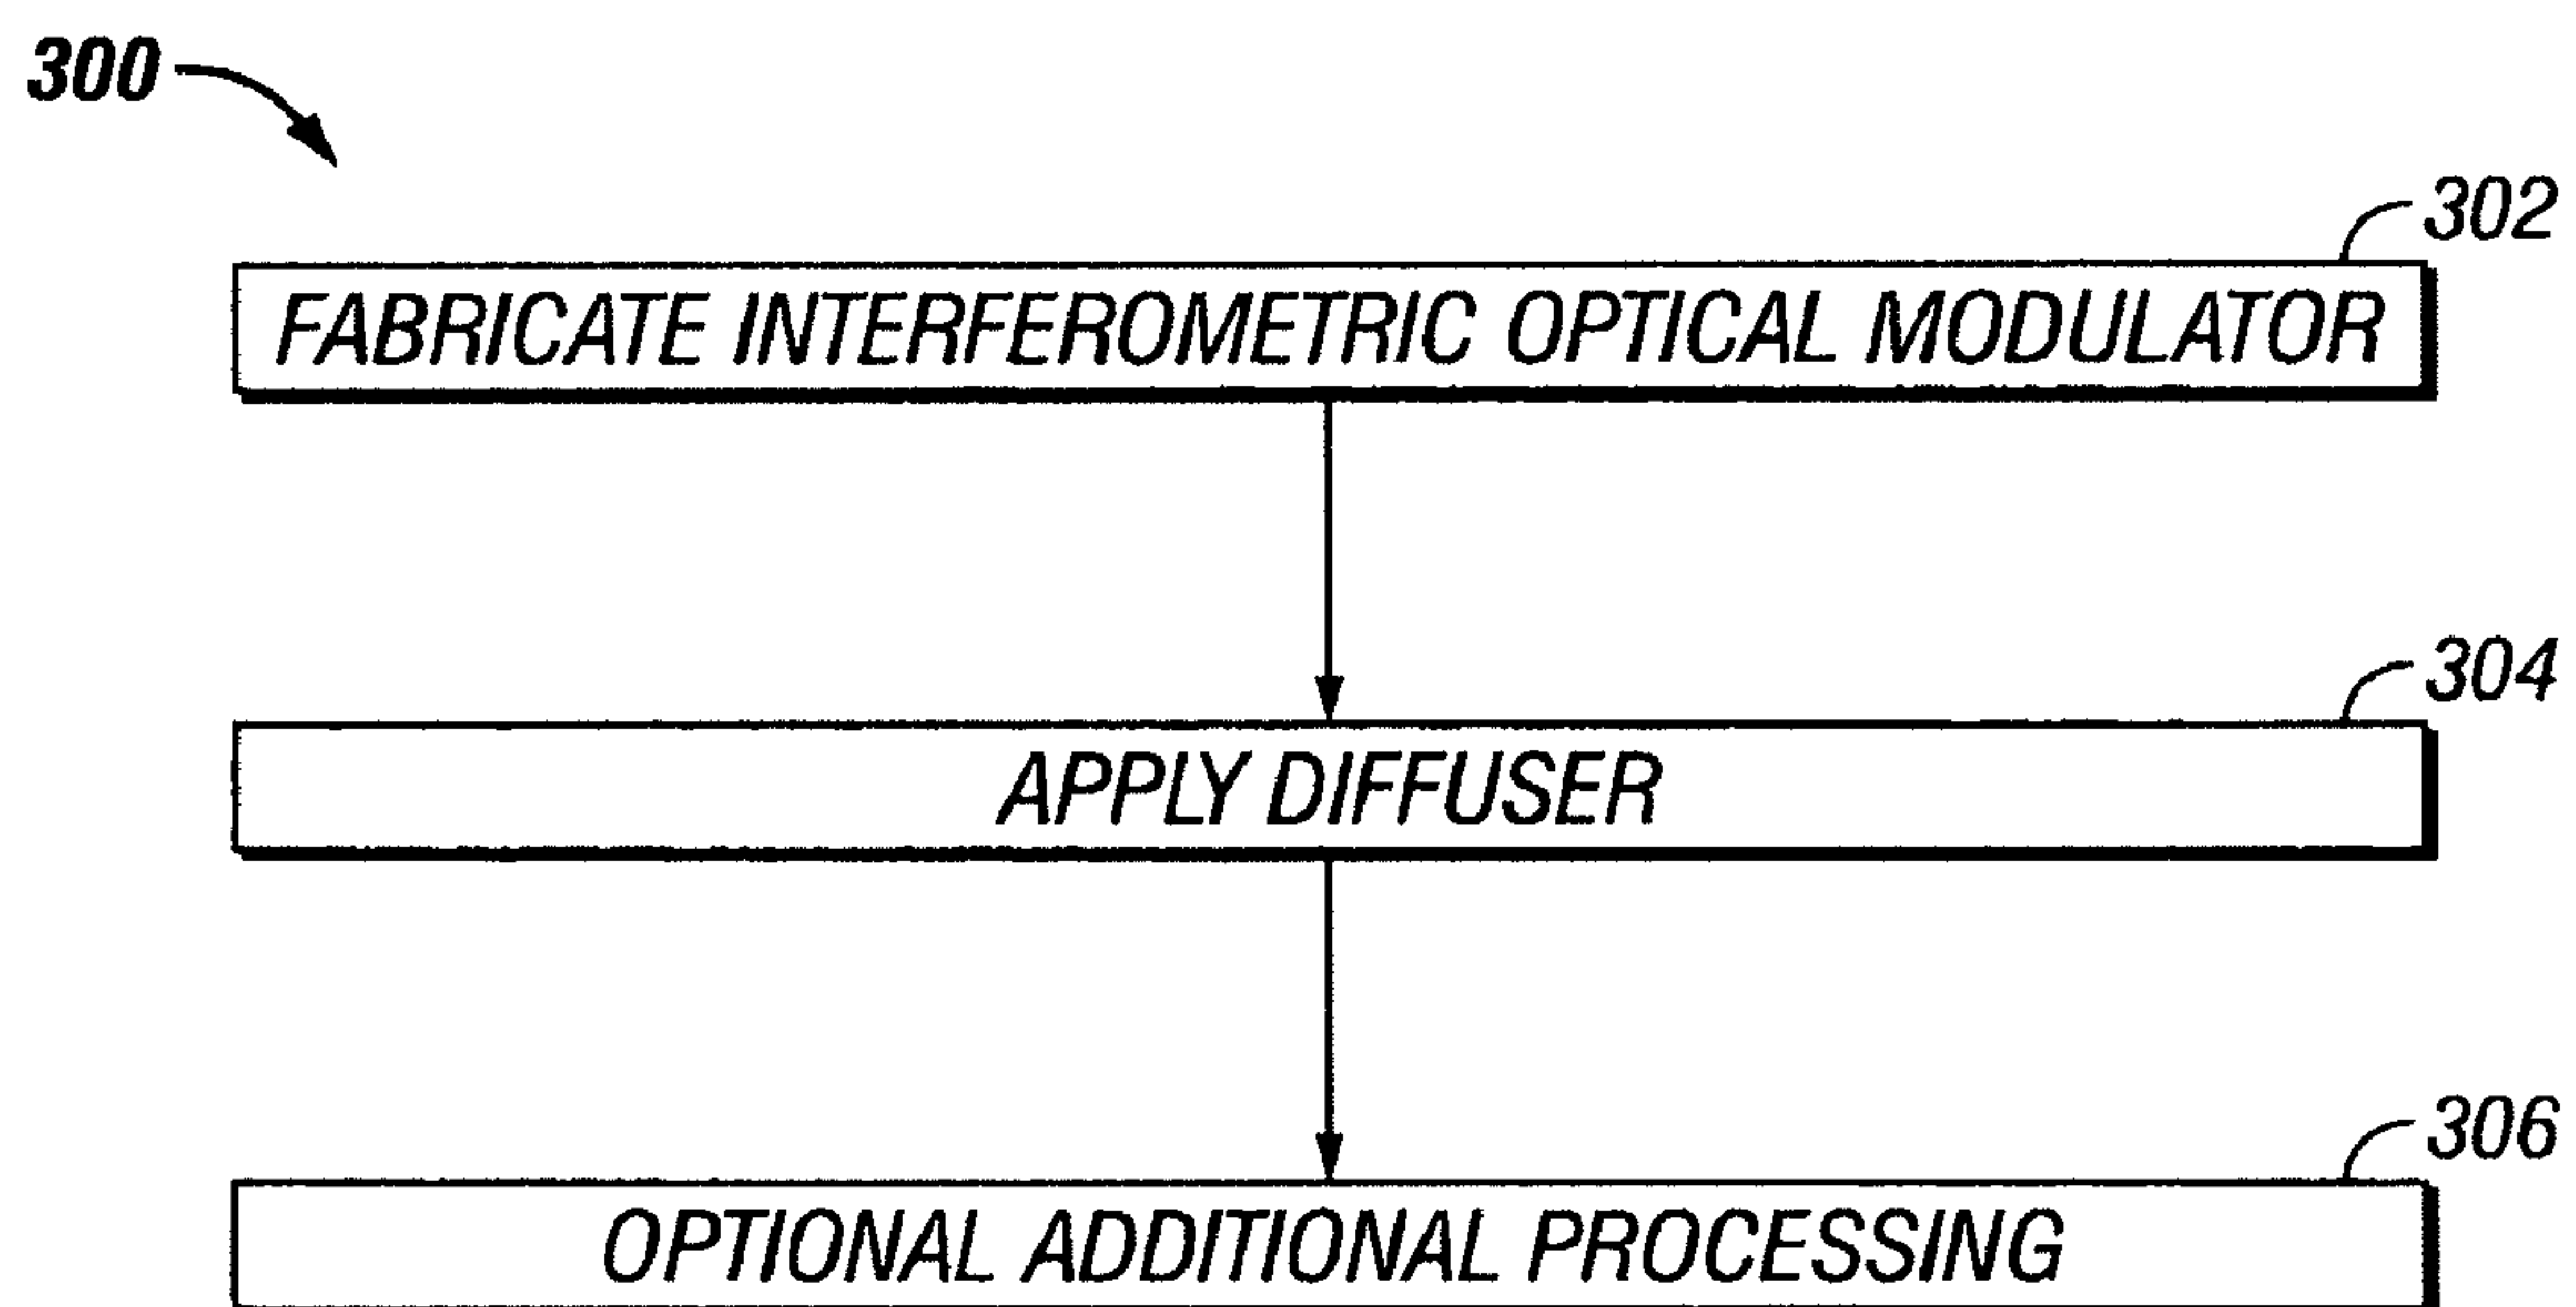 300
302
FABRICATE INTERFEROMETRIC OPTICAL MODULATOR
304
APPLY DIFFUSER
306
OPTIONAL ADDITIONAL PROCESSING